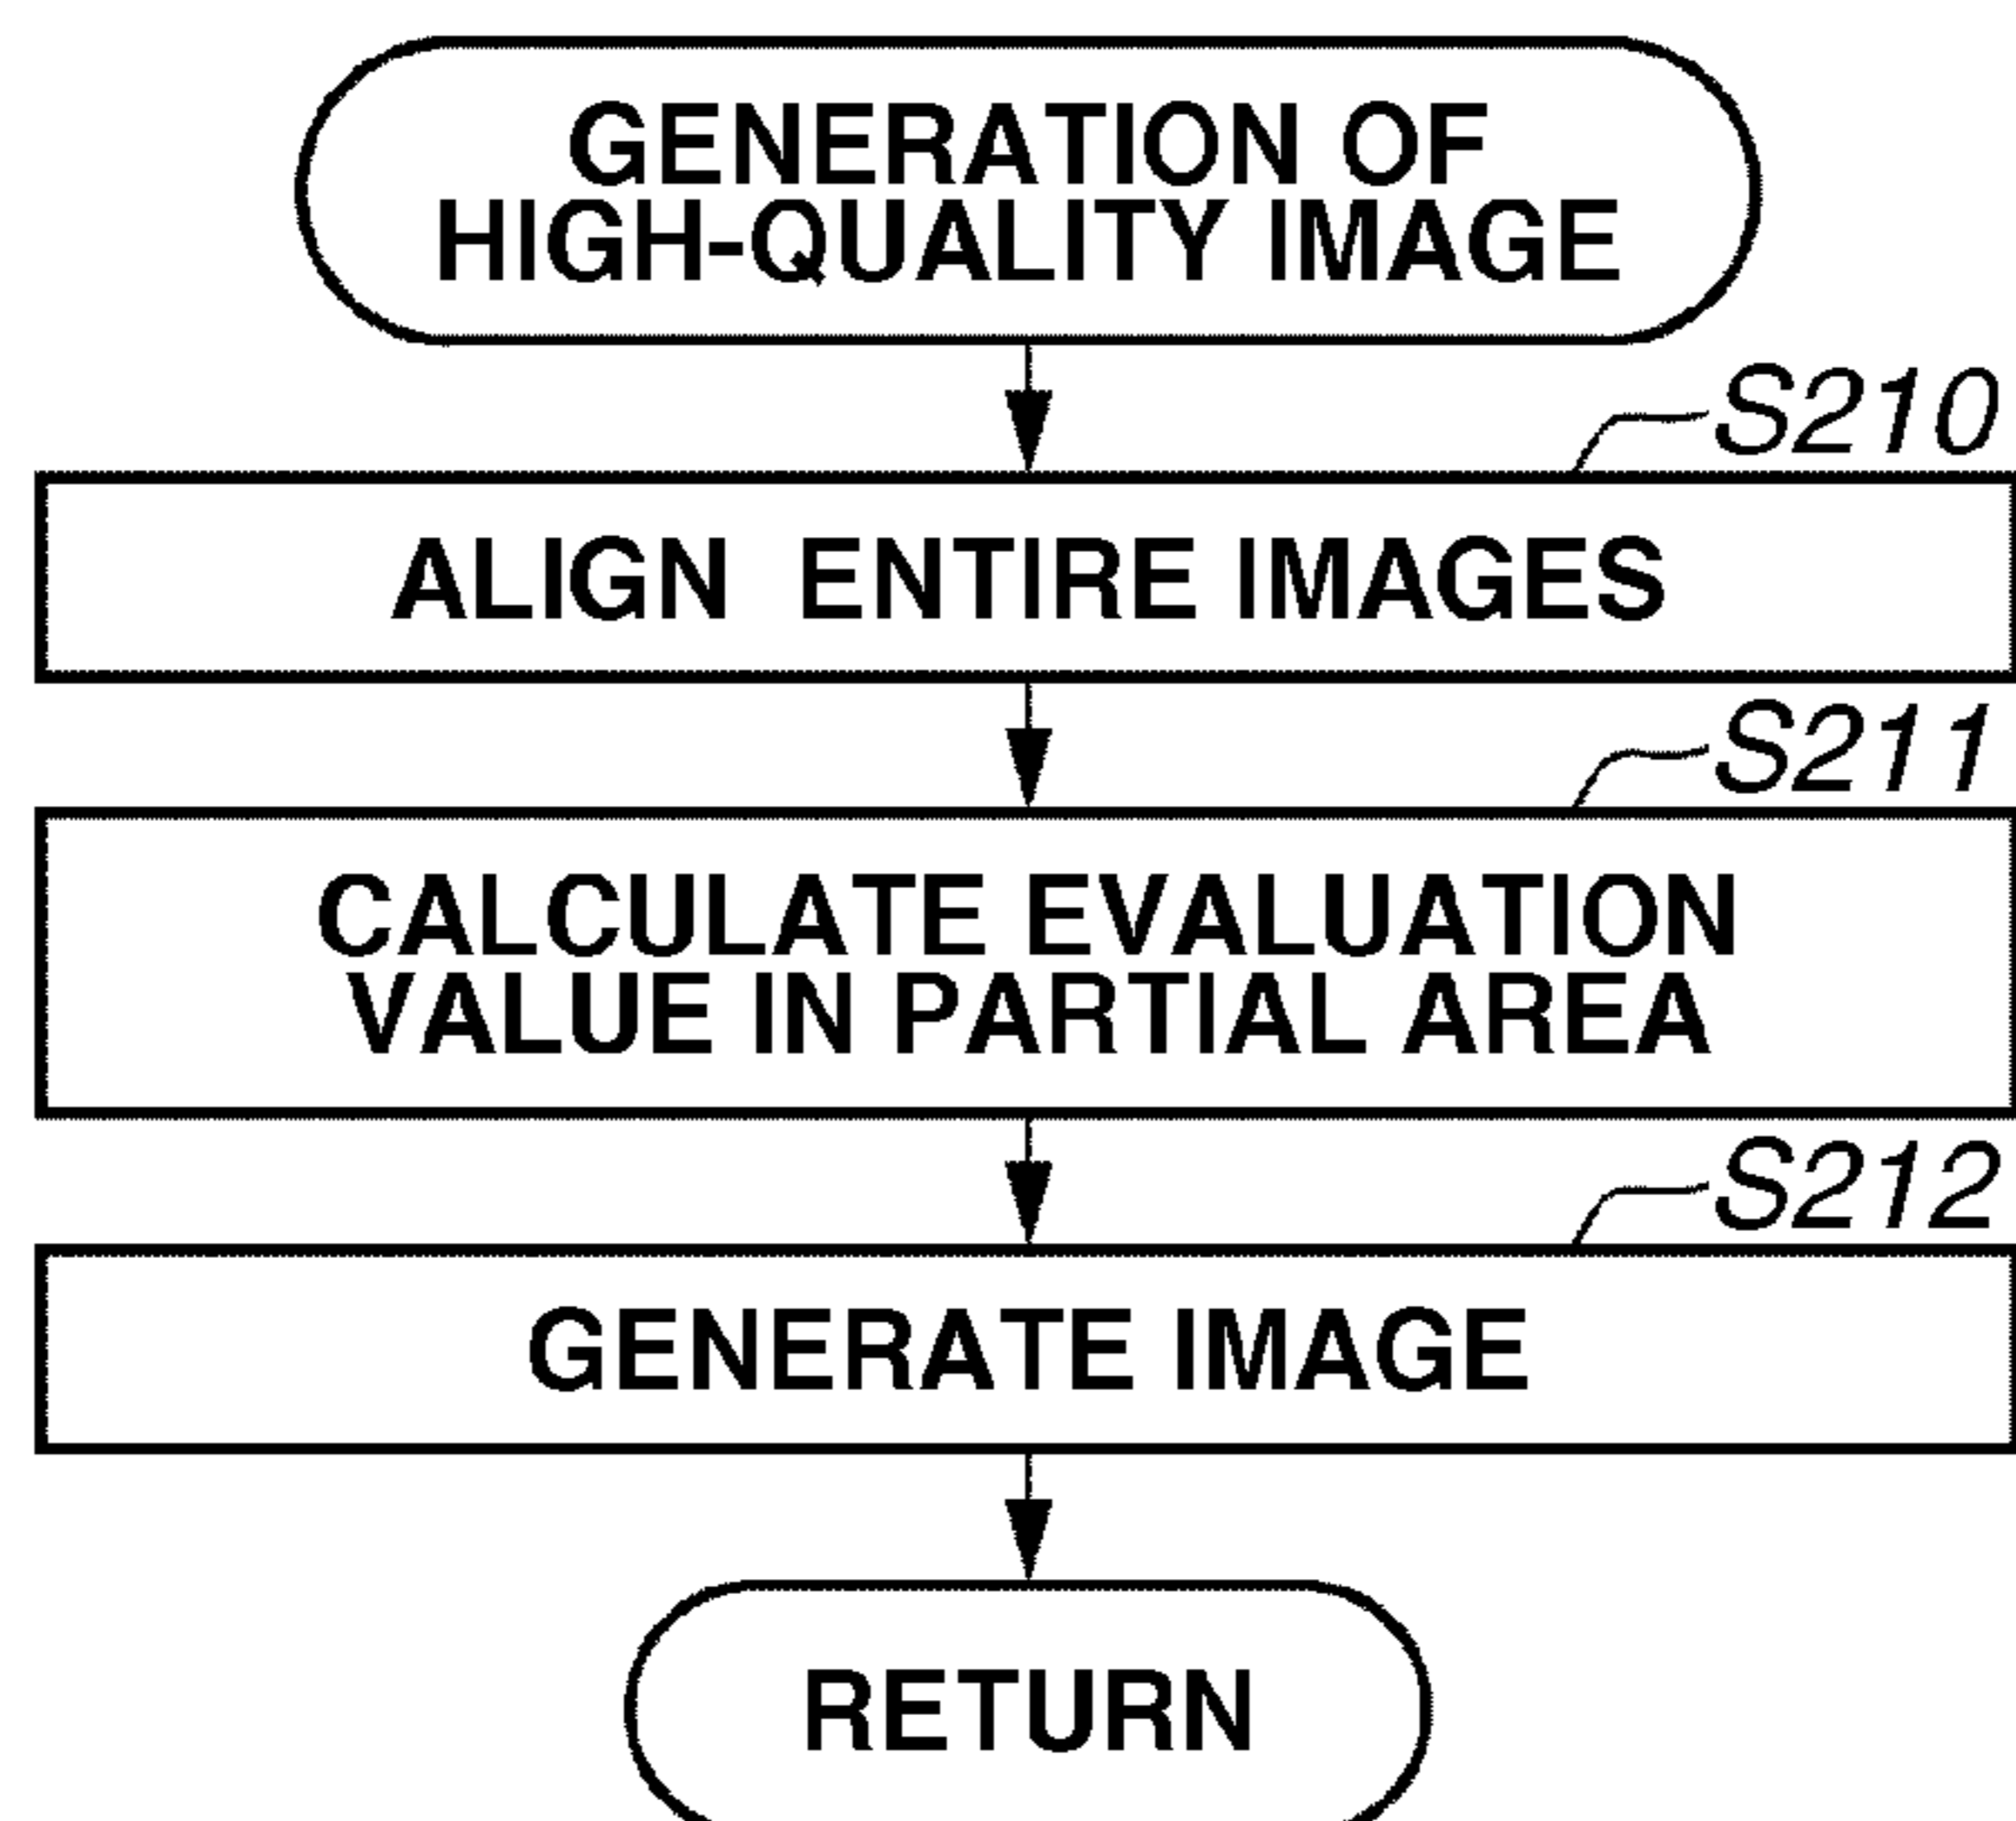 GENERATION OF
HIGH-QUALITY IMAGE
S210
ALIGN ENTIRE IMAGES
S211
CALCULATE EVALUATION
VALUE IN PARTIAL AREA
S212
GENERATE IMAGE
RETURN